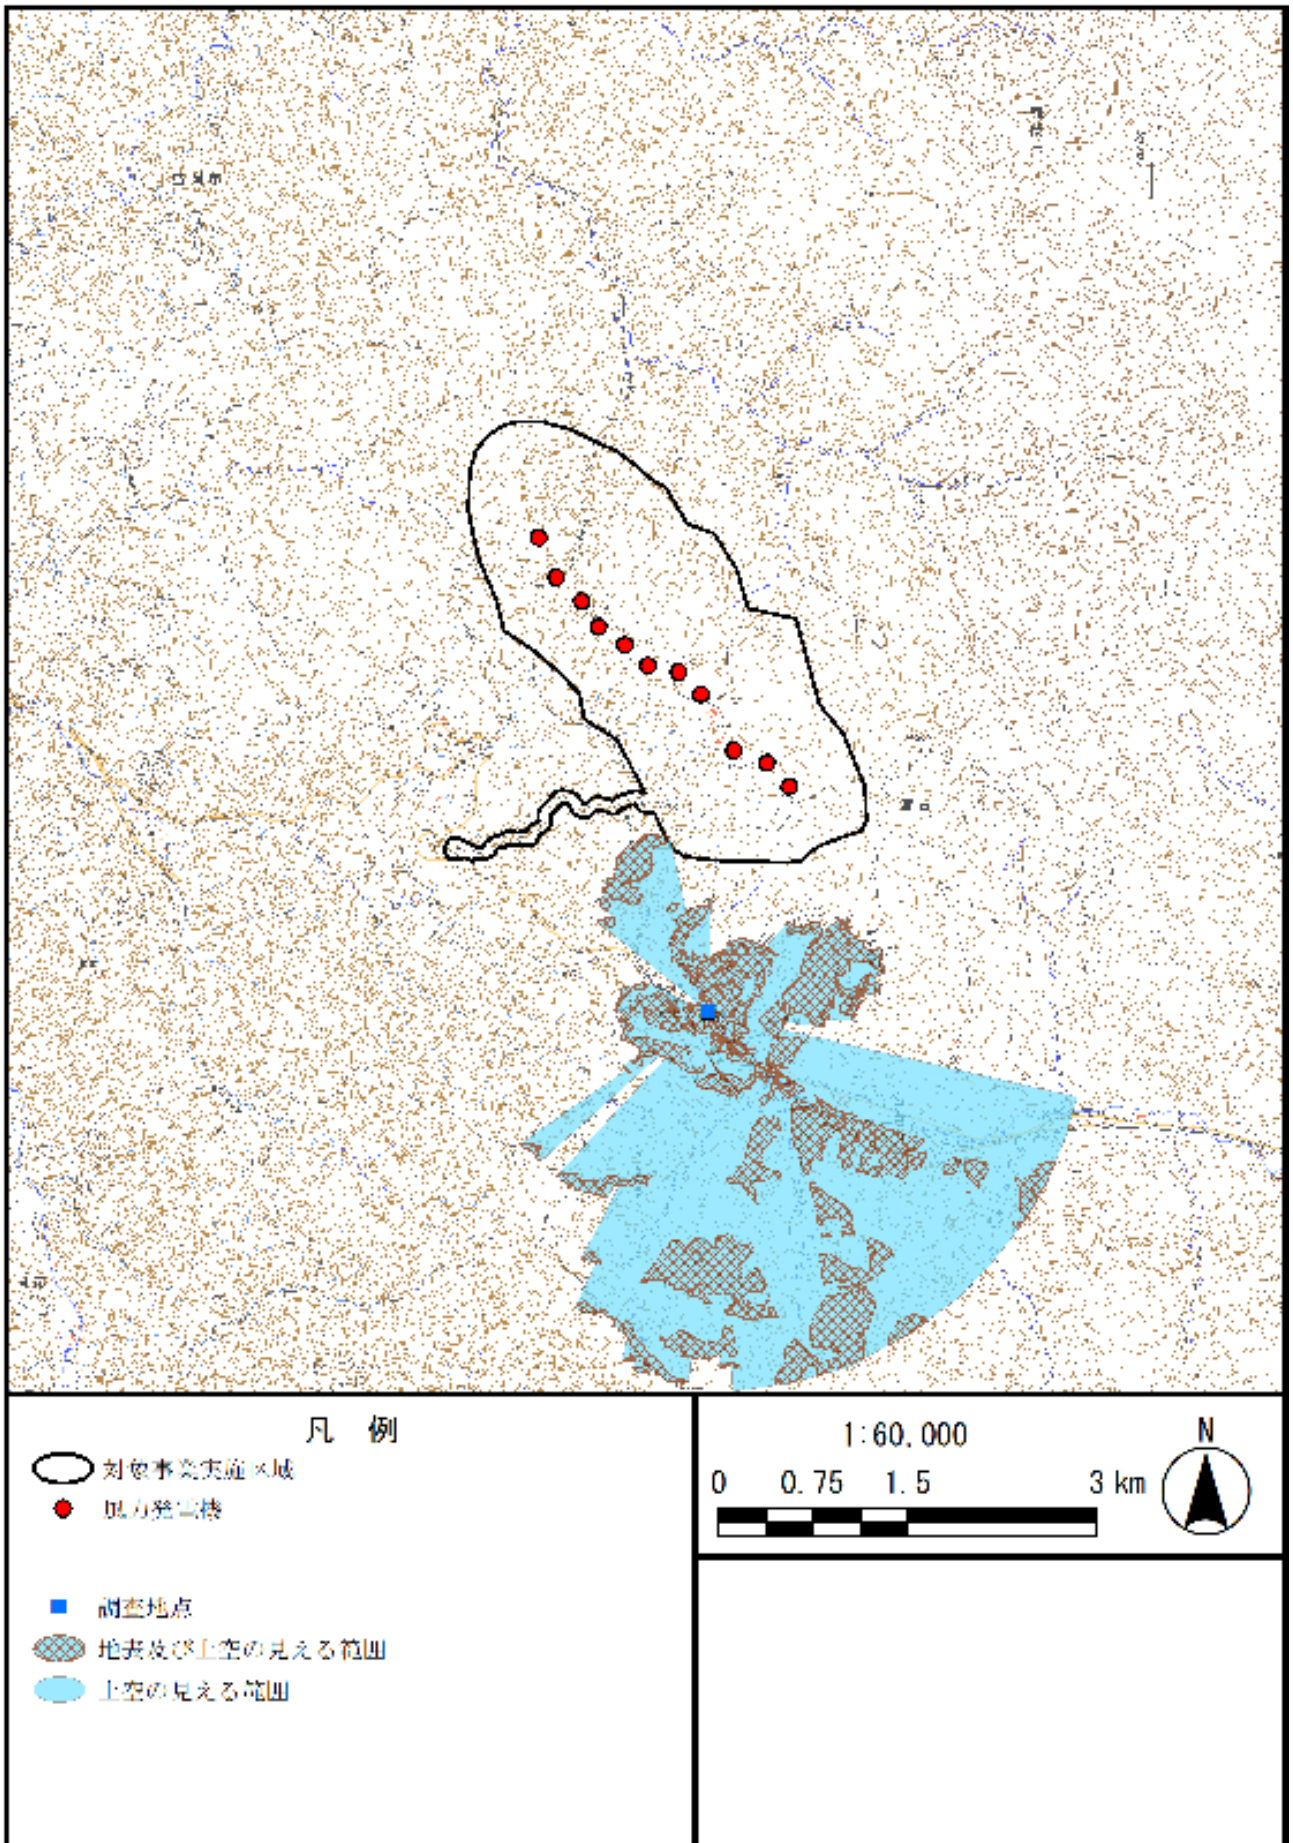 凡 例
対象事業実施区域
風力発電機
調査地点
地表及び上空の見える範囲
上空の見える範囲
1:60,000
0 0.75 1.5 3 km
N